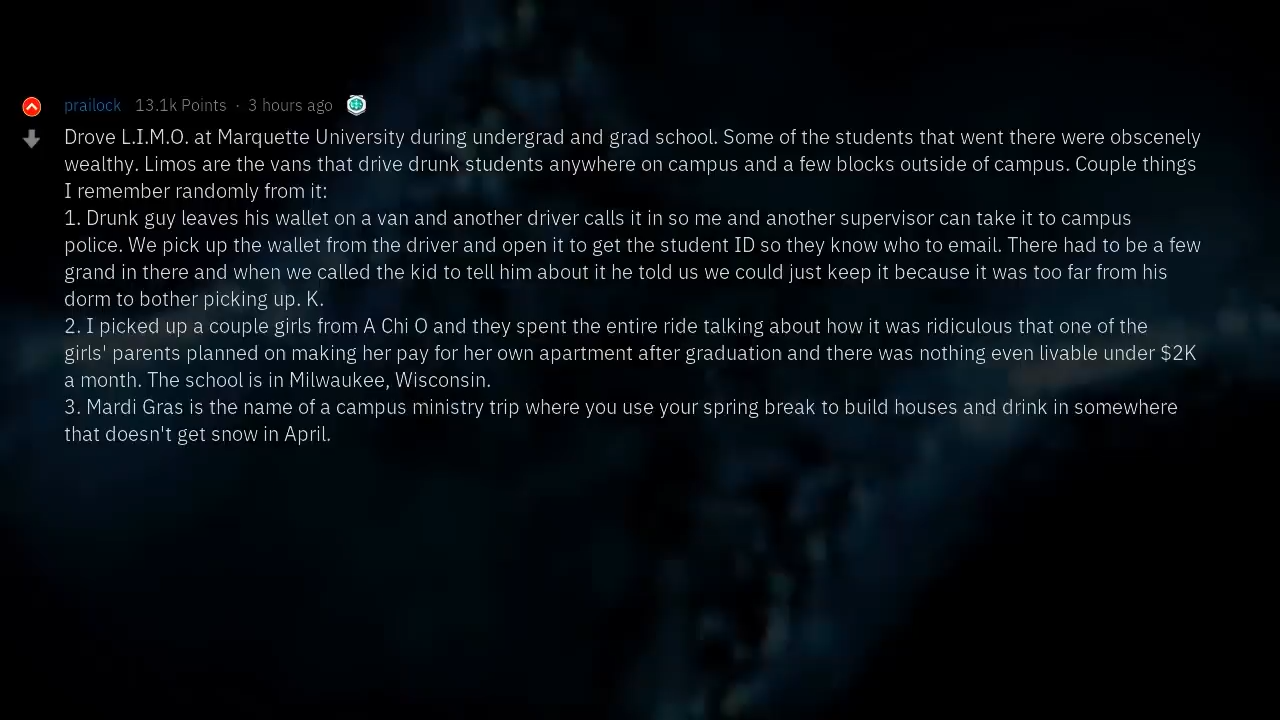 prailock 13.1k Points · 3 hours ago
Drove L.I.M.O. at Marquette University during undergrad and grad school. Some of the students that went there were obscenely
wealthy. Limos are the vans that drive drunk students anywhere on campus and a few blocks outside of campus. Couple things
I remember randomly from it:
1. Drunk guy leaves his wallet on a van and another driver calls it in so me and another supervisor can take it to campus
police. We pick up the wallet from the driver and open it to get the student ID so they know who to email. There had to be a few
grand in there and when we called the kid to tell him about it he told us we could just keep it because it was too far from his
dorm to bother picking up. K.
2. I picked up a couple girls from A Chi O and they spent the entire ride talking about how it was ridiculous that one of the
girls' parents planned on making her pay for her own apartment after graduation and there was nothing even livable under $2K
a month. The school is in Milwaukee, Wisconsin.
3. Mardi Gras is the name of a campus ministry trip where you use your spring break to build houses and drink in somewhere
that doesn't get snow in April.